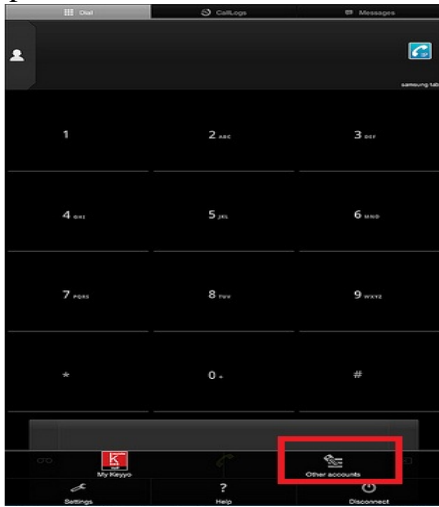 Dial CallLogs Messages
samsung tab
1 2 ABC 3 DEF
4 GHI 5 JKL 6 MNO
7 PQRS 8 TUV 9 WXYZ
* 0 + #
K
My Keyyo Other accounts
Settings Help Disconnect